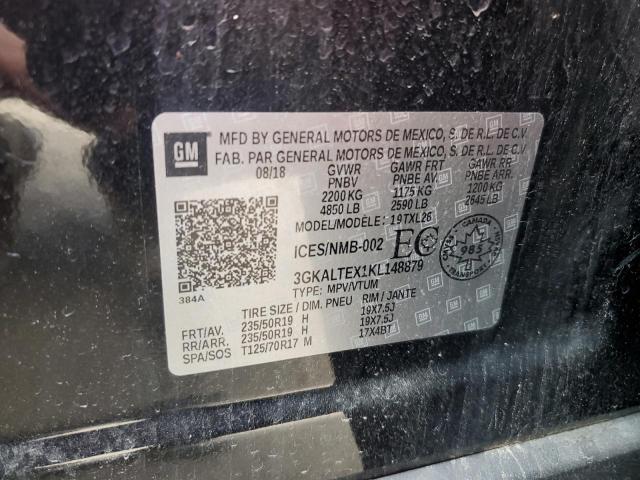 GM
MFD BY GENERAL MOTORS DE MEXICO, S. DE R.L. DE C.V.
FAB. PAR GENERAL MOTORS DE MEXICO, S. DE R.L. DE C.V.
08/18 GVWR GAWR FRT GAWR RR
PNBV PNBE AV. PNBE ARR.
2200 KG 1175 KG 1200 KG
4850 LB 2590 LB 2645 LB
MODEL/MODÈLE: 19TXL26
ICES/NMB-002 EC 985
3GKALTEX1KL148879
TYPE: MPV/VTUM
384A
TIRE SIZE / DIM. PNEU RIM / JANTE
FRT/AV. 235/50R19 H 19X7.5J
RR/ARR. 235/50R19 H 19X7.5J
SPA/SOS T125/70R17 M 17X4BT